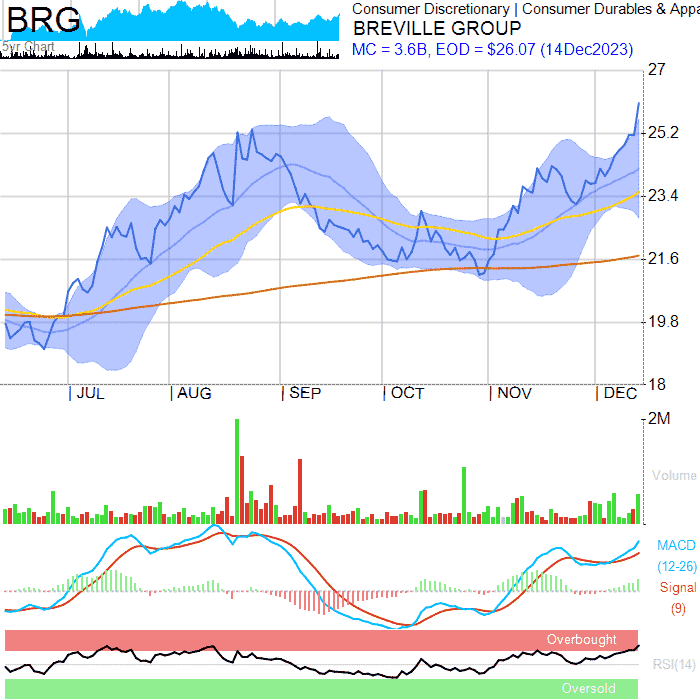 BRG
5yr Chart
Consumer Discretionary | Consumer Durables & Appa
BREVILLE GROUP
MC = 3.6B, EOD = $26.07 (14Dec2023)
27
25.2
23.4
21.6
19.8
18
| JUL | AUG | SEP | OCT | NOV | DEC
2M
Volume
MACD
(12-26)
Signal
(9)
Overbought
RSI(14)
Oversold